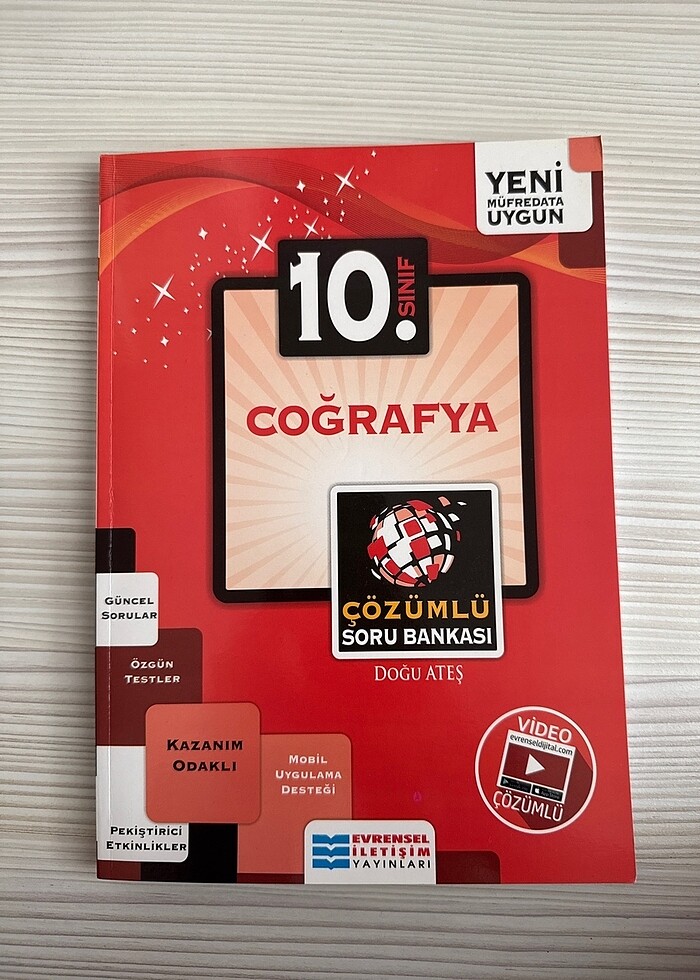 YENİ
MÜFREDATA
UYGUN
10.
SINIF
COĞRAFYA
ÇÖZÜMLÜ
SORU BANKASI
DOĞU ATEŞ
GÜNCEL
SORULAR
ÖZGÜN
TESTLER
KAZANIM
ODAKLI
MOBİL
UYGULAMA
DESTEĞİ
PEKİŞTİRİCİ
ETKİNLİKLER
VİDEO
evrenseldijital.com
ÇÖZÜMLÜ
EVRENSEL
İLETİŞİM
YAYINLARI